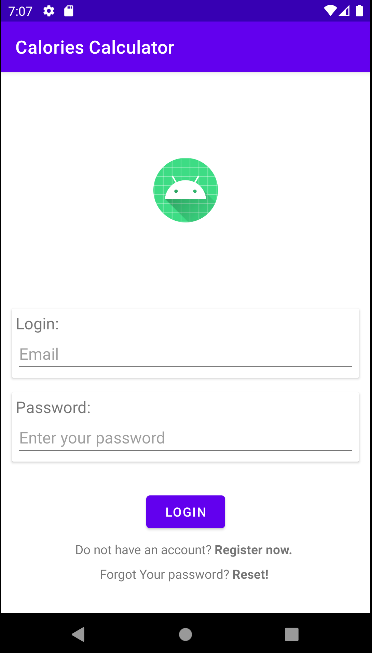 7:07
Calories Calculator
Login:
Email
Password:
Enter your password
LOGIN
Do not have an account? Register now.
Forgot Your password? Reset!